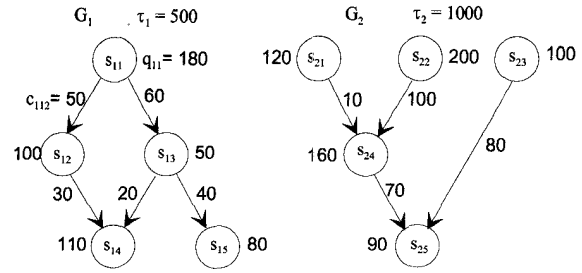 G₁ τ₁ = 500
G₂ τ₂ = 1000
s₁₁ q₁₁ = 180
120 s₂₁ s₂₂ 200 s₂₃ 100
c₁₁₂ = 50 60
10 100
100 s₁₂ s₁₃ 50
160 s₂₄ 80
30 20 40
70
110 s₁₄ s₁₅ 80
90 s₂₅